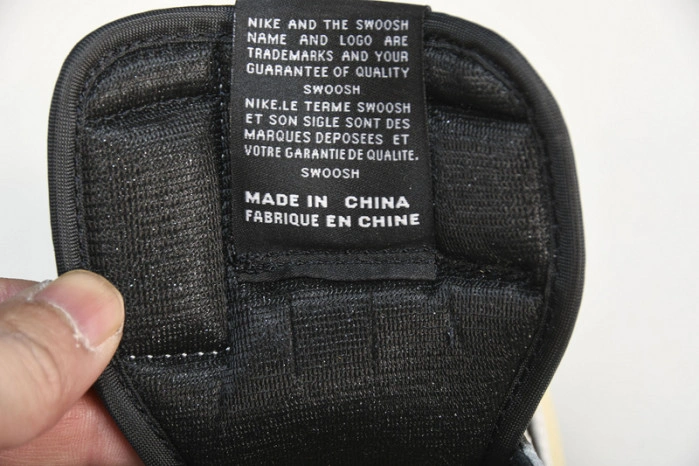 NIKE AND THE SWOOSH
NAME AND LOGO ARE
TRADEMARKS AND YOUR
GUARANTEE OF QUALITY
SWOOSH
NIKE.LE TERME SWOOSH
ET SON SIGLE SONT DES
MARQUES DEPOSEES ET
VOTRE GARANTIE DE QUALITE.
SWOOSH
MADE IN CHINA
FABRIQUE EN CHINE